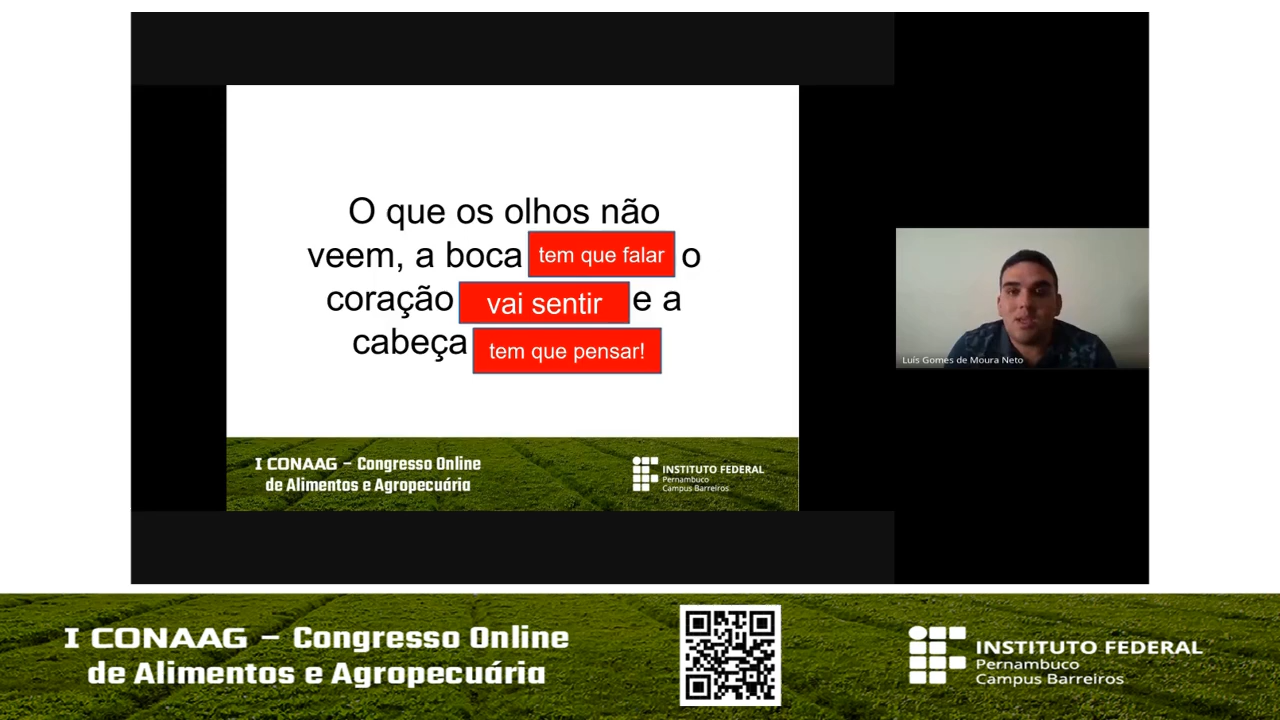 O que os olhos não
veem, a boca tem que falar o
coração vai sentir e a
cabeça tem que pensar!
I CONAAG – Congresso Online
de Alimentos e Agropecuária
INSTITUTO FEDERAL
Pernambuco
Campus Barreiros
Luís Gomes de Moura Neto
I CONAAG – Congresso Online
de Alimentos e Agropecuária
INSTITUTO FEDERAL
Pernambuco
Campus Barreiros